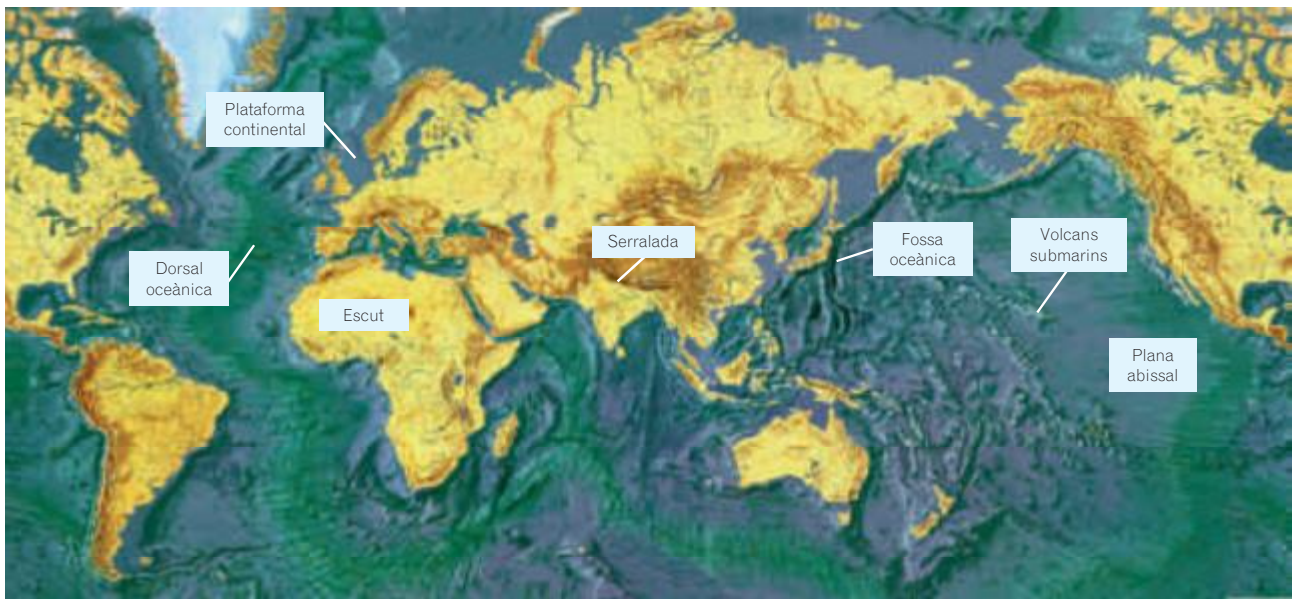 Plataforma
continental
Dorsal
oceànica
Escut
Serralada
Fossa
oceànica
Volcans
submarins
Plana
abissal